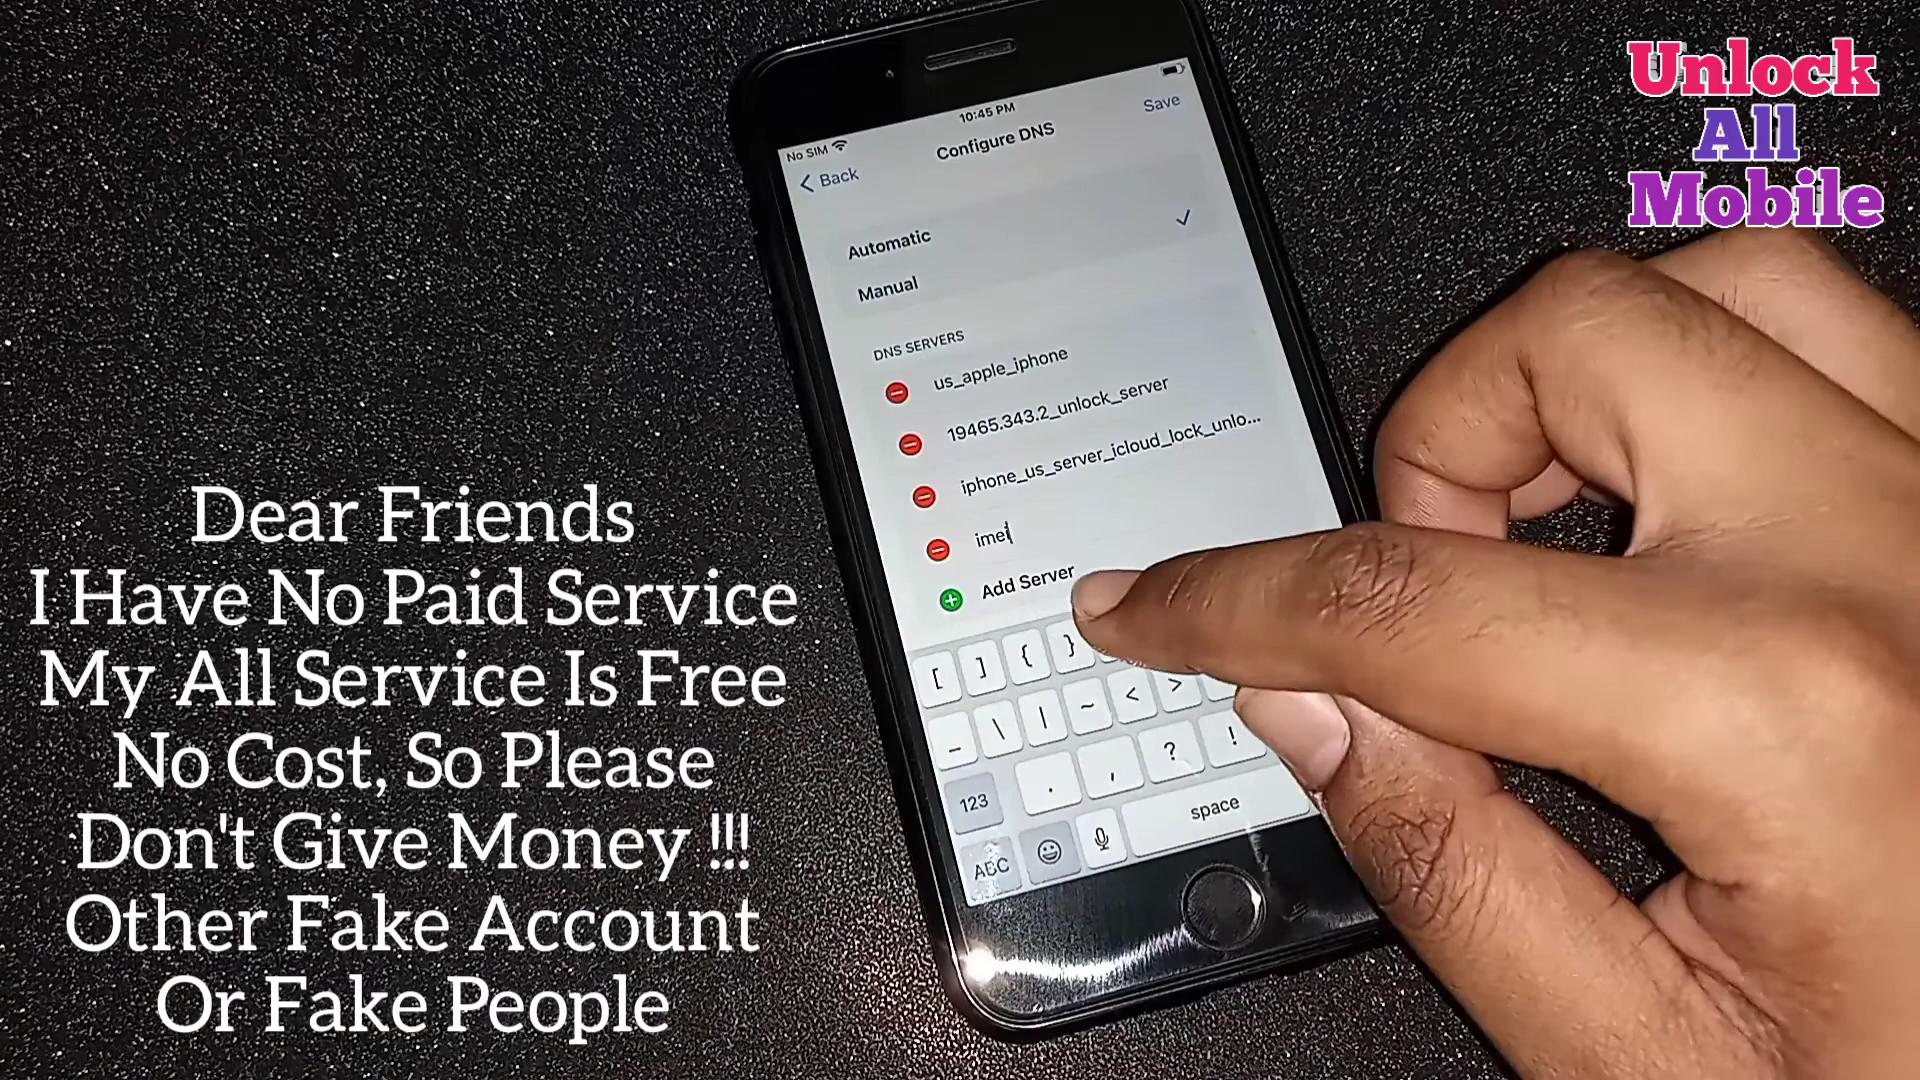 Unlock
All
Mobile
10:45 PM
No SIM
Back
Configure DNS
Save
Automatic
Manual
DNS SERVERS
us_apple_iphone
19465.343.2_unlock_server
iphone_us_server_icloud_lock_unlo...
imei
Add Server
[ ] { }
_ \ | ~ < >
123 . , ? !
ABC space
Dear Friends
I Have No Paid Service
My All Service Is Free
No Cost, So Please
Don't Give Money !!!
Other Fake Account
Or Fake People